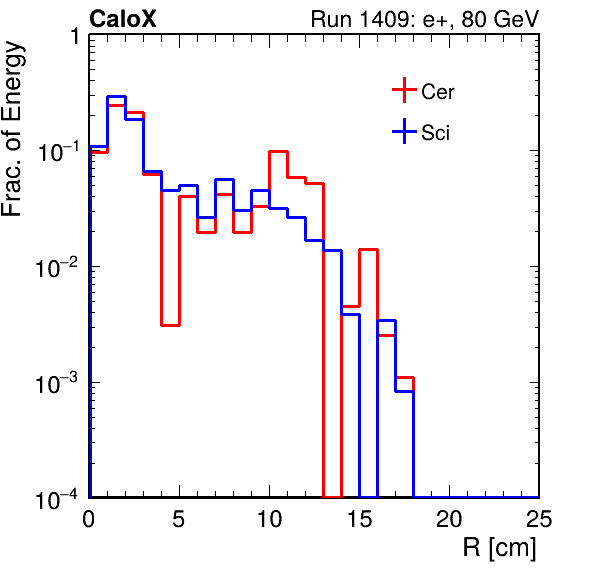 CaloX Run 1409: e+, 80 GeV
Frac. of Energy
1
10⁻¹
10⁻²
10⁻³
10⁻⁴
Cer
Sci
0 5 10 15 20 25
R [cm]